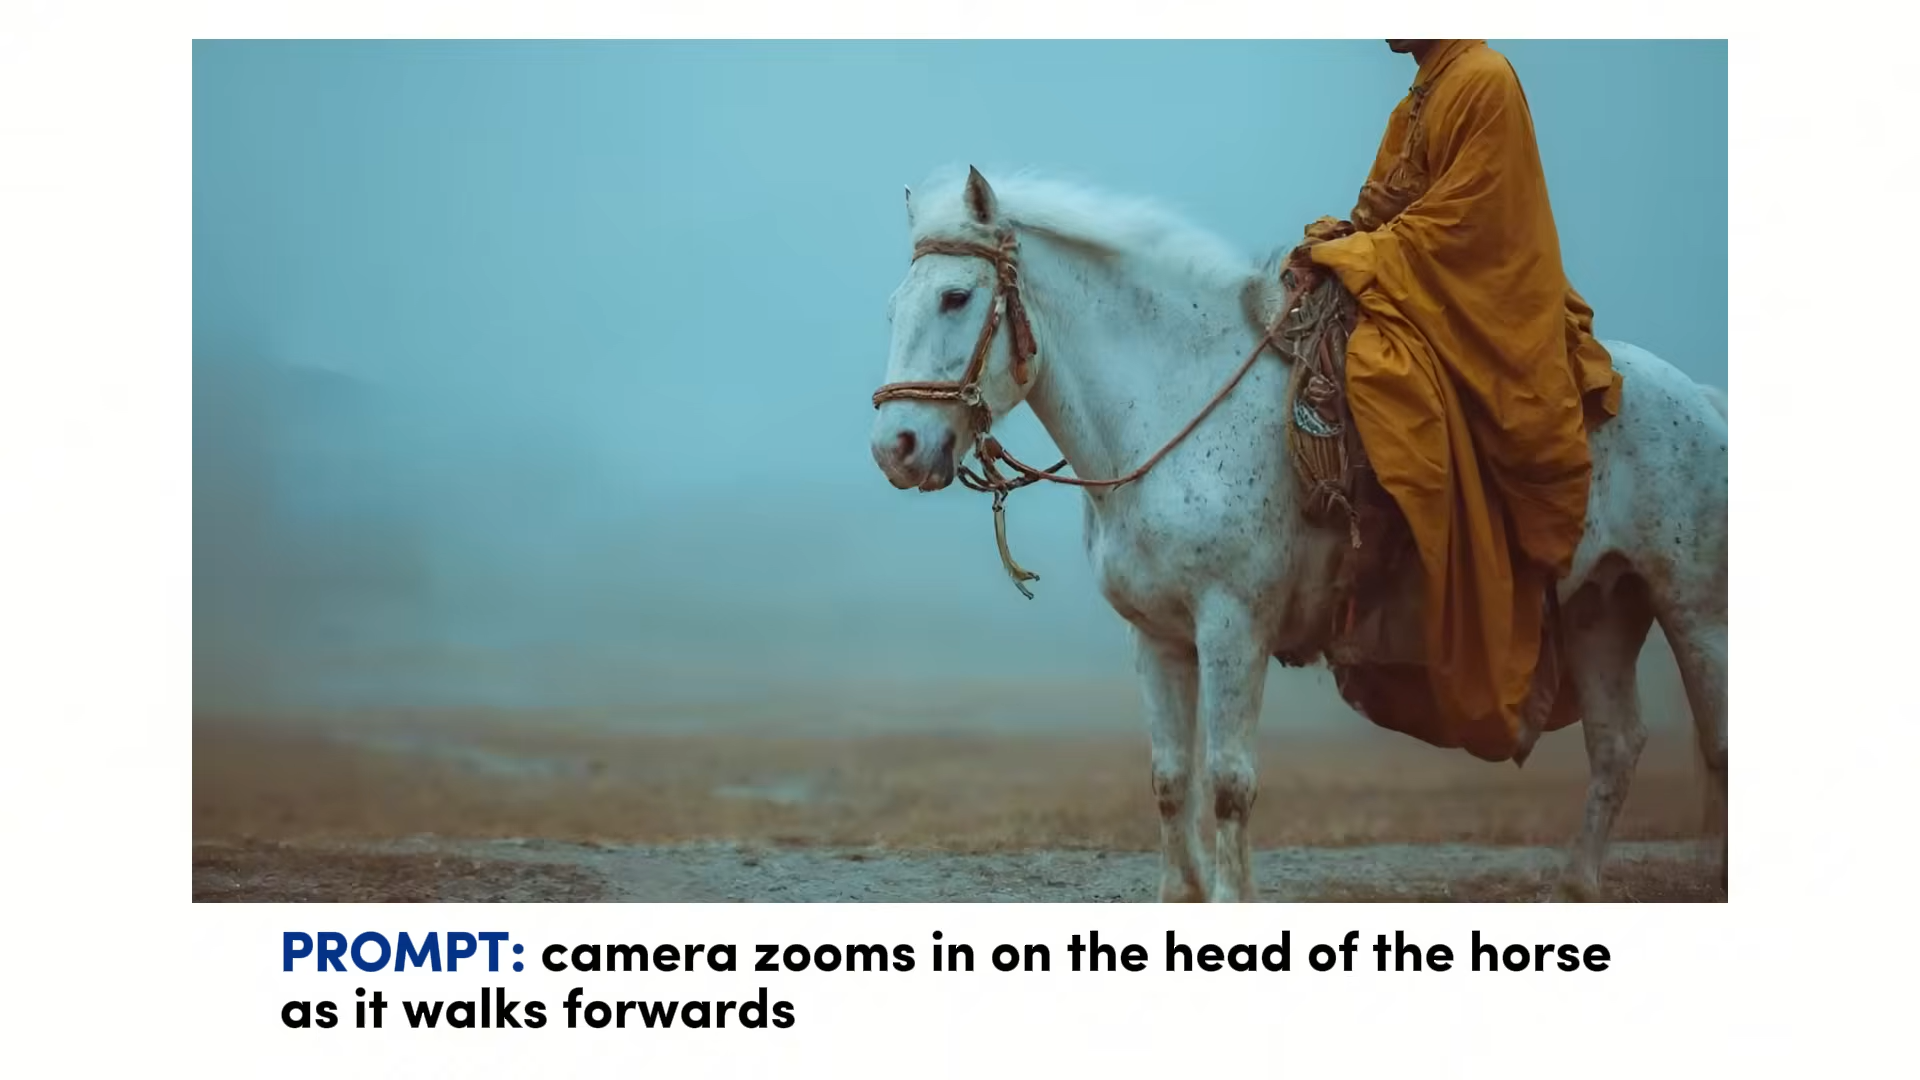 PROMPT: camera zooms in on the head of the horse
as it walks forwards